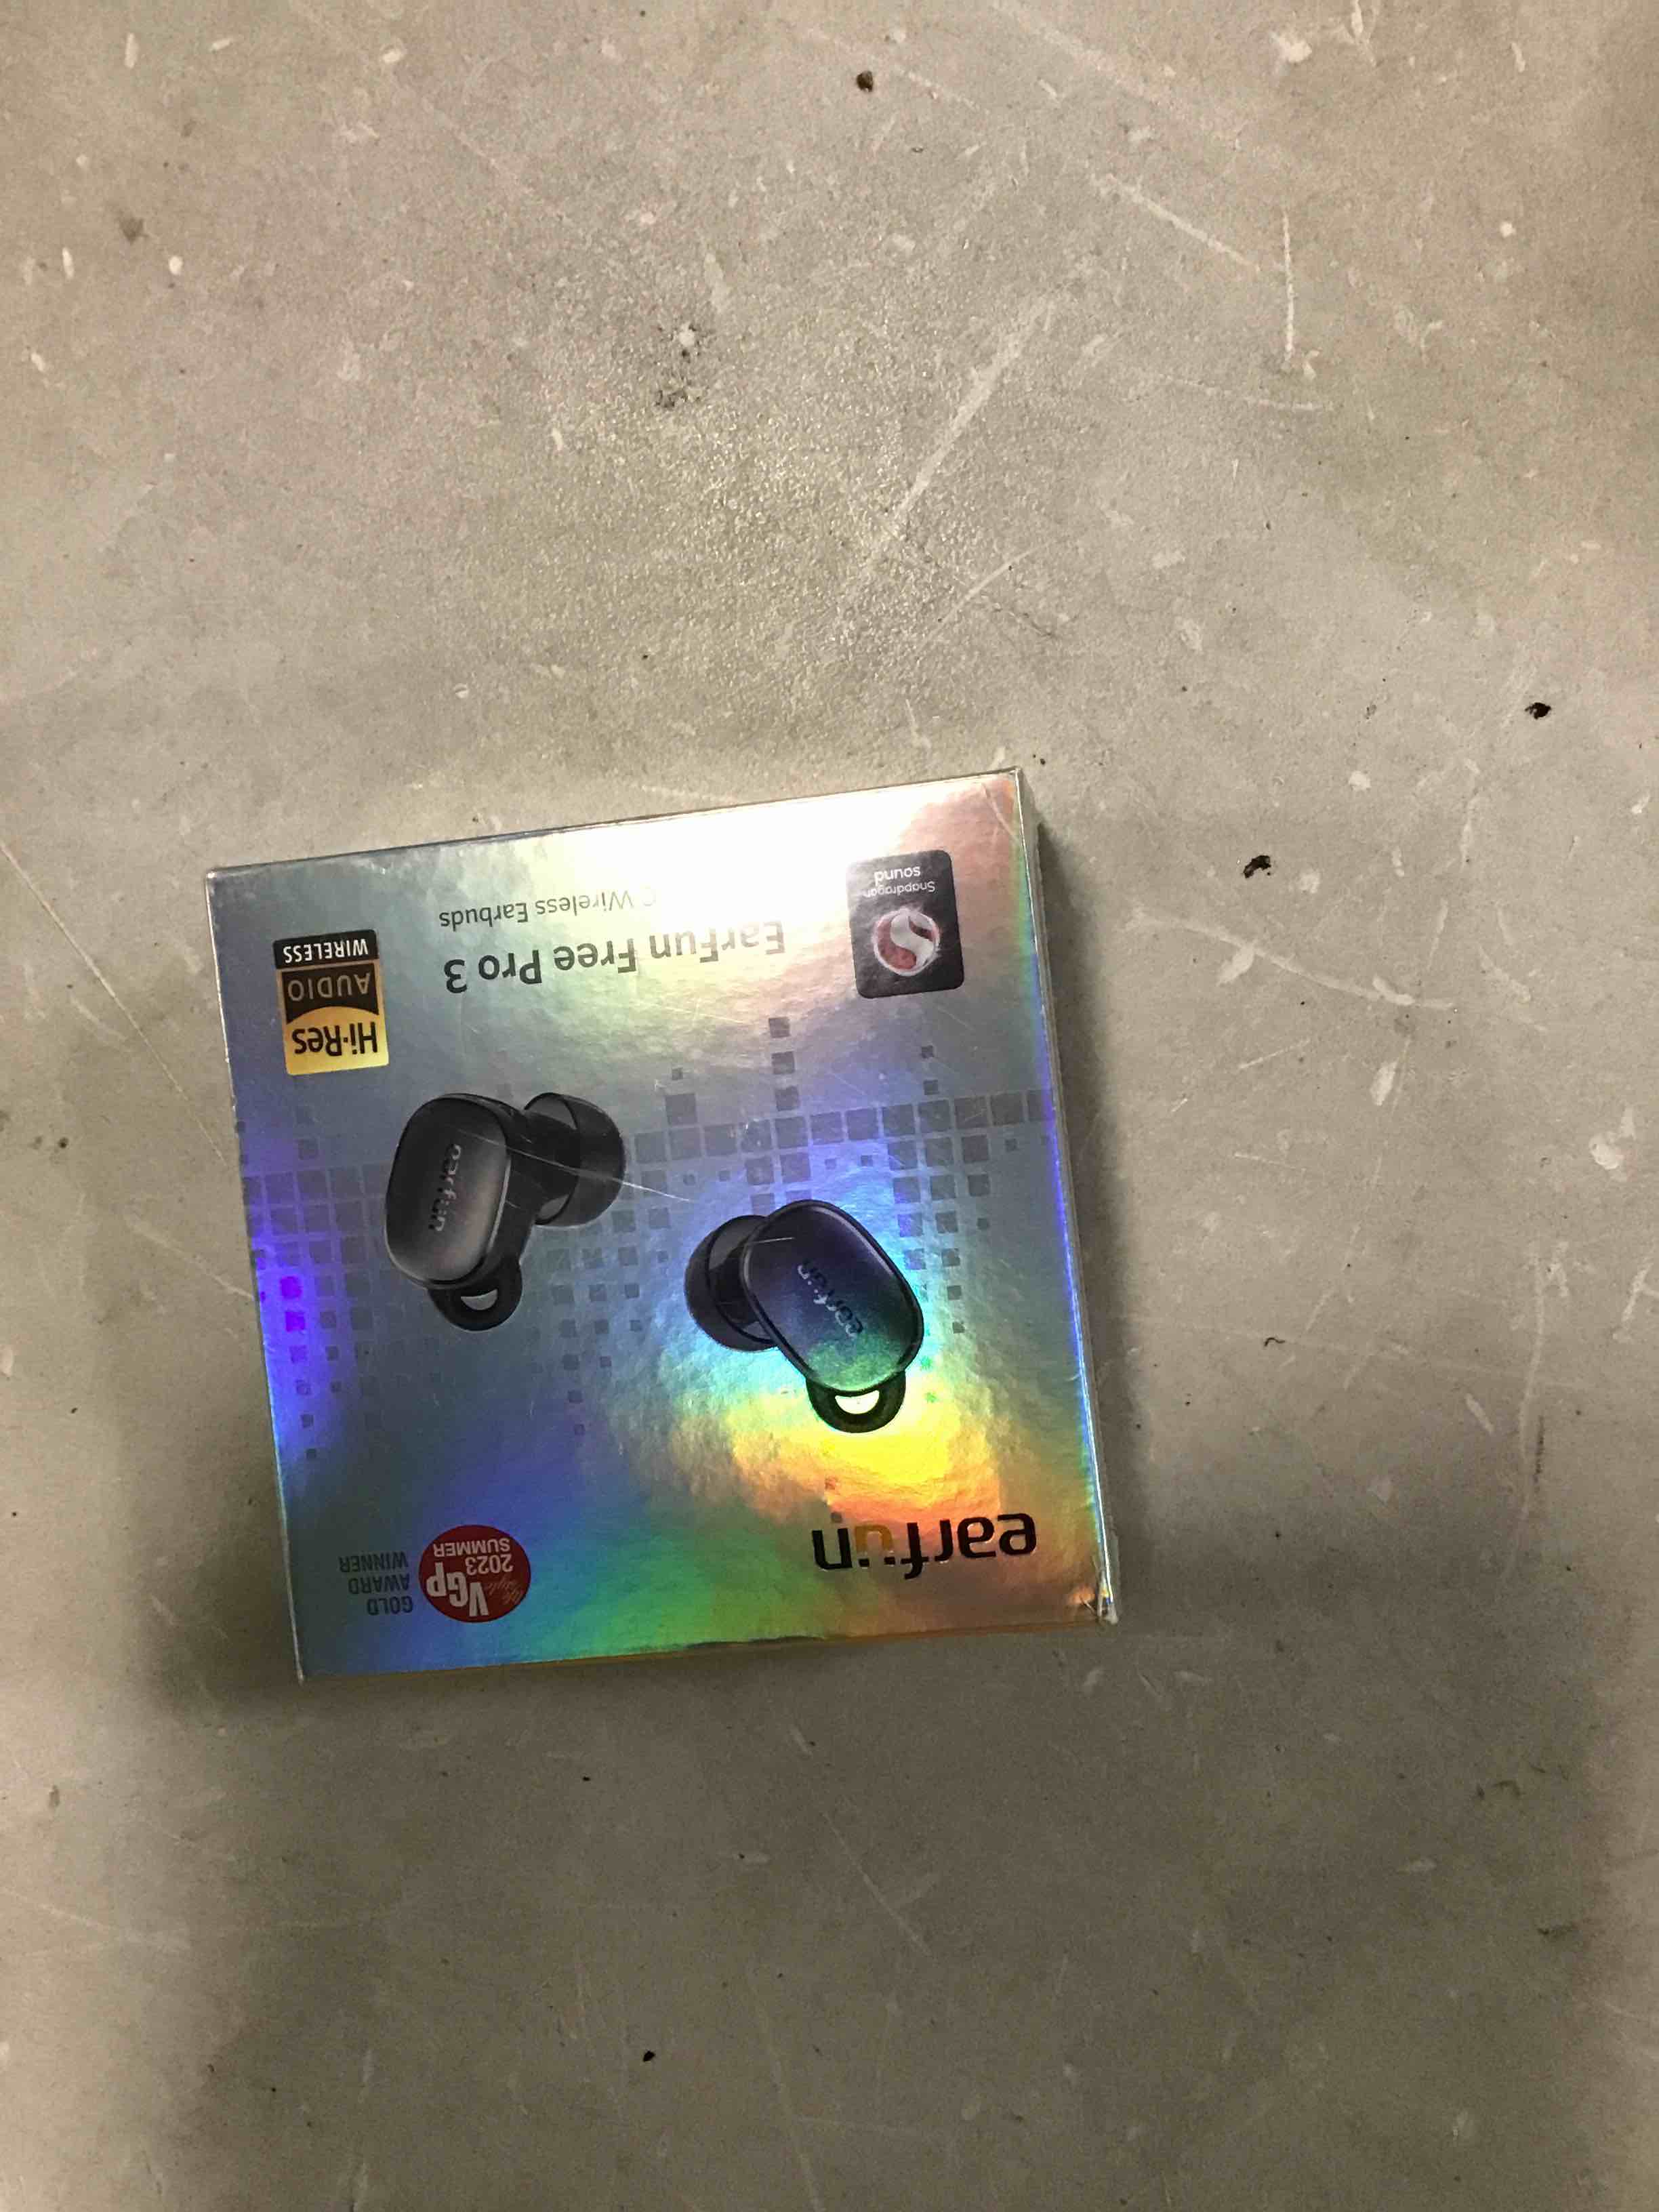 earfun
VGP
2023
SUMMER
GOLD
AWARD
WINNER
earfun
earfun
EarFun Free Pro 3
Wireless Earbuds
Snapdragon
sound
Hi-Res
AUDIO
WIRELESS